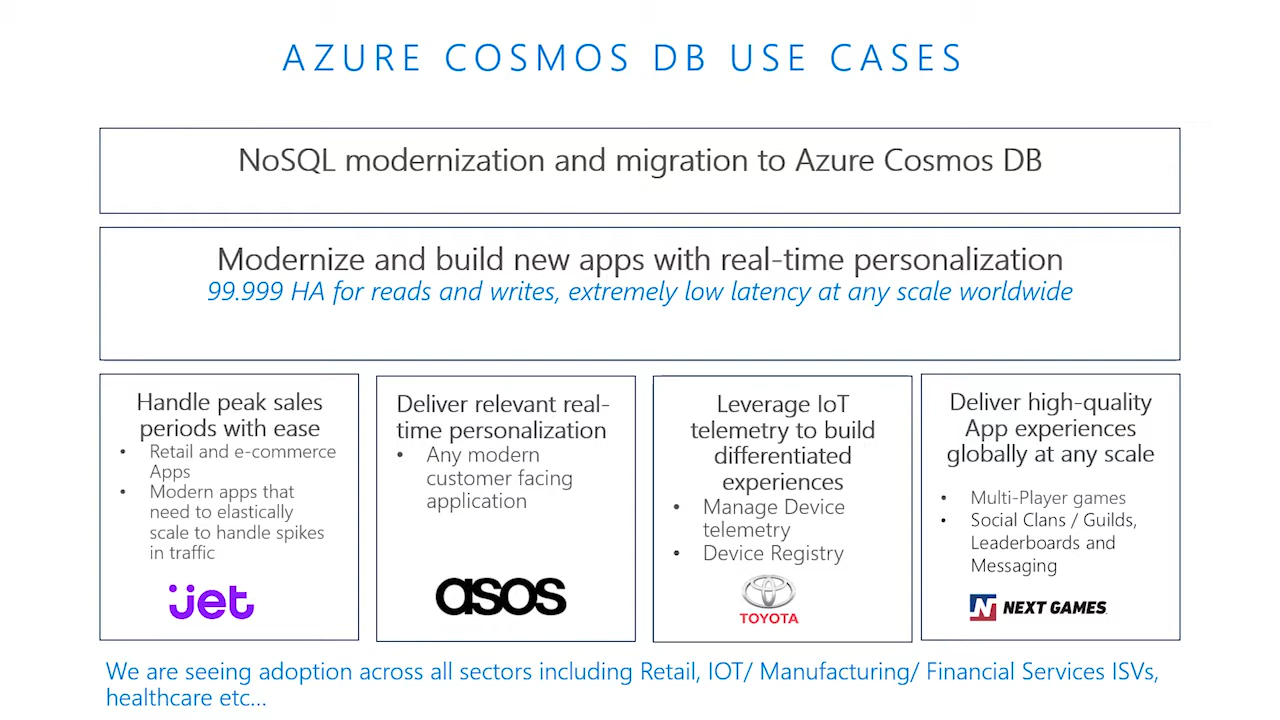 AZURE COSMOS DB USE CASES
NoSQL modernization and migration to Azure Cosmos DB
Modernize and build new apps with real-time personalization
99.999 HA for reads and writes, extremely low latency at any scale worldwide
Handle peak sales
periods with ease
• Retail and e-commerce
Apps
• Modern apps that
need to elastically
scale to handle spikes
in traffic
jet
Deliver relevant real-
time personalization
• Any modern
customer facing
application
asos
Leverage IoT
telemetry to build
differentiated
experiences
• Manage Device
telemetry
• Device Registry
TOYOTA
Deliver high-quality
App experiences
globally at any scale
• Multi-Player games
• Social Clans / Guilds,
Leaderboards and
Messaging
N NEXT GAMES
We are seeing adoption across all sectors including Retail, IOT/ Manufacturing/ Financial Services ISVs,
healthcare etc...